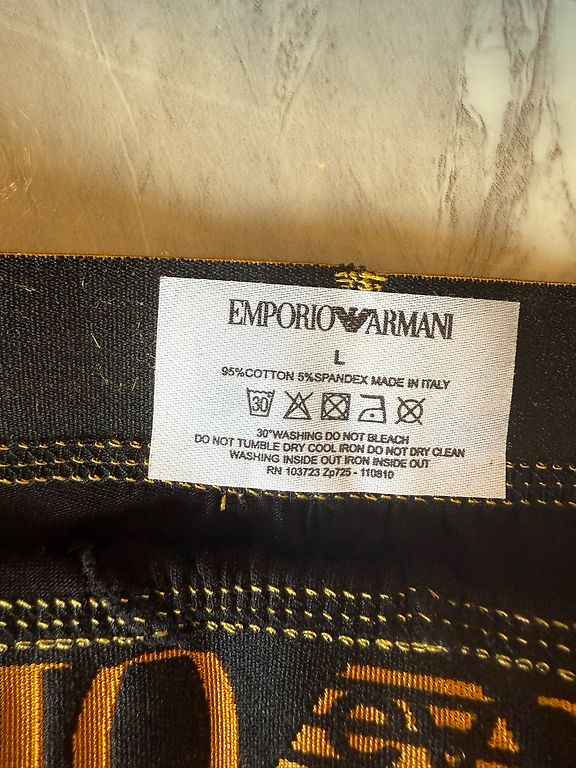 EMPORIO ARMANI
L
95%COTTON 5%SPANDEX MADE IN ITALY
30
30°WASHING DO NOT BLEACH
DO NOT TUMBLE DRY COOL IRON DO NOT DRY CLEAN
WASHING INSIDE OUT IRON INSIDE OUT
RN 103723 Zp725 - 110810
IO